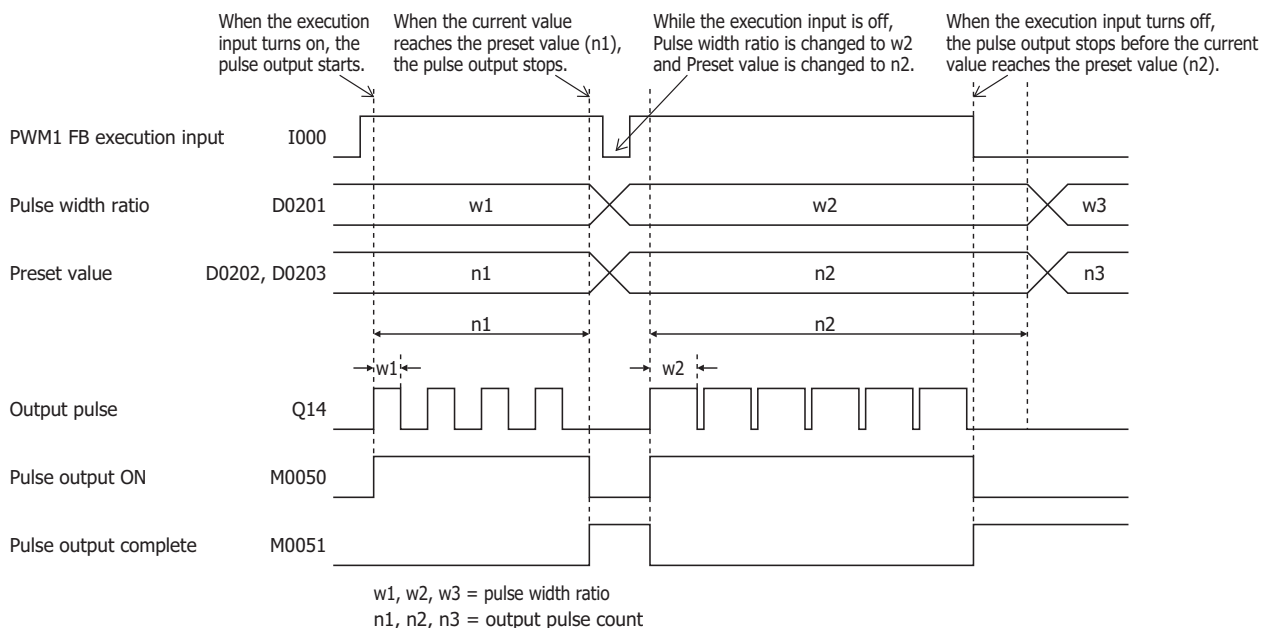 When the execution
input turns on, the
pulse output starts.
When the current value
reaches the preset value (n1),
the pulse output stops.
While the execution input is off,
Pulse width ratio is changed to w2
and Preset value is changed to n2.
When the execution input turns off,
the pulse output stops before the current
value reaches the preset value (n2).
PWM1 FB execution input I000
Pulse width ratio D0201 w1 w2 w3
Preset value D0202, D0203 n1 n2 n3
n1 n2
w1 w2
Output pulse Q14
Pulse output ON M0050
Pulse output complete M0051
w1, w2, w3 = pulse width ratio
n1, n2, n3 = output pulse count